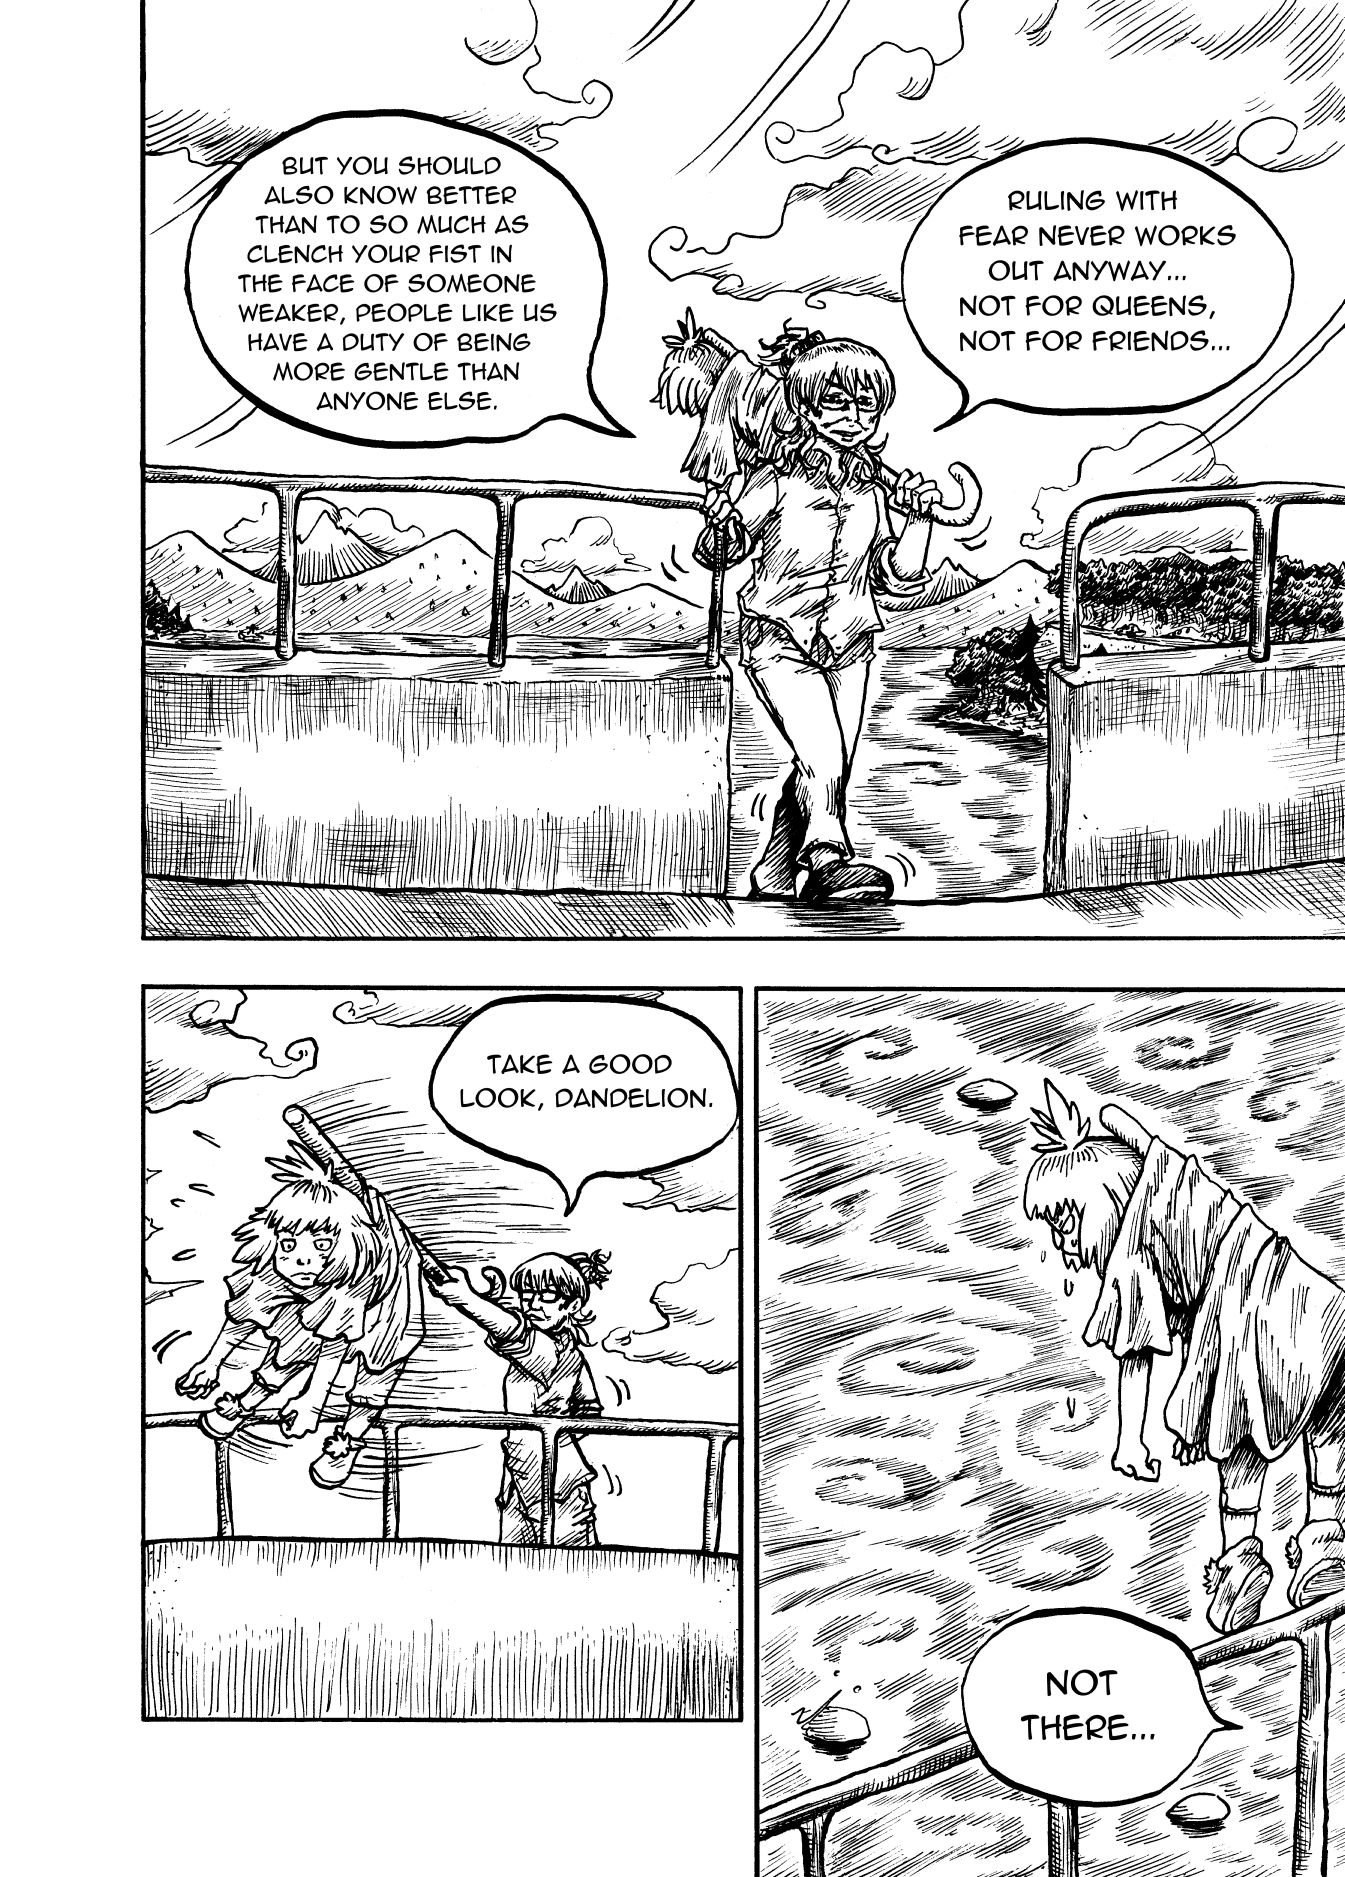 BUT YOU SHOULD
ALSO KNOW BETTER
THAN TO SO MUCH AS
CLENCH YOUR FIST IN
THE FACE OF SOMEONE
WEAKER, PEOPLE LIKE US
HAVE A DUTY OF BEING
MORE GENTLE THAN
ANYONE ELSE.
RULING WITH
FEAR NEVER WORKS
OUT ANYWAY...
NOT FOR QUEENS,
NOT FOR FRIENDS...
TAKE A GOOD
LOOK, DANDELION.
NOT
THERE...